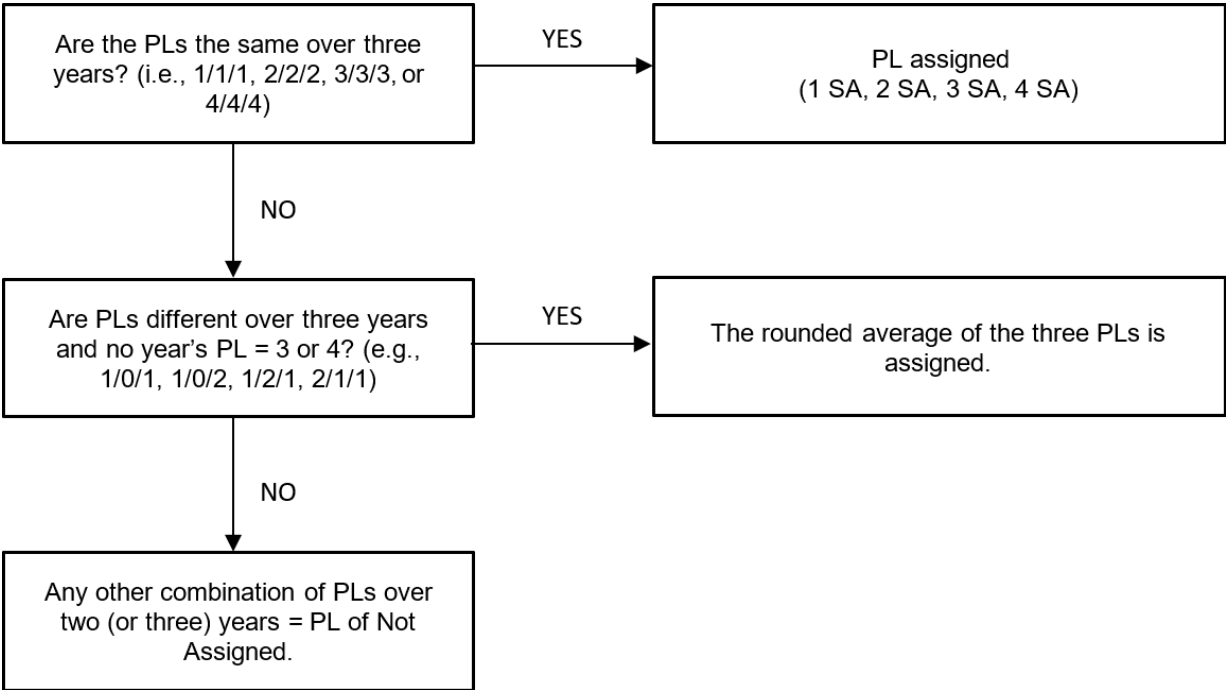 Are the PLs the same over three
years? (i.e., 1/1/1, 2/2/2, 3/3/3, or
4/4/4)
YES
PL assigned
(1 SA, 2 SA, 3 SA, 4 SA)
NO
Are PLs different over three years
and no year’s PL = 3 or 4? (e.g.,
1/0/1, 1/0/2, 1/2/1, 2/1/1)
YES
The rounded average of the three PLs is
assigned.
NO
Any other combination of PLs over
two (or three) years = PL of Not
Assigned.